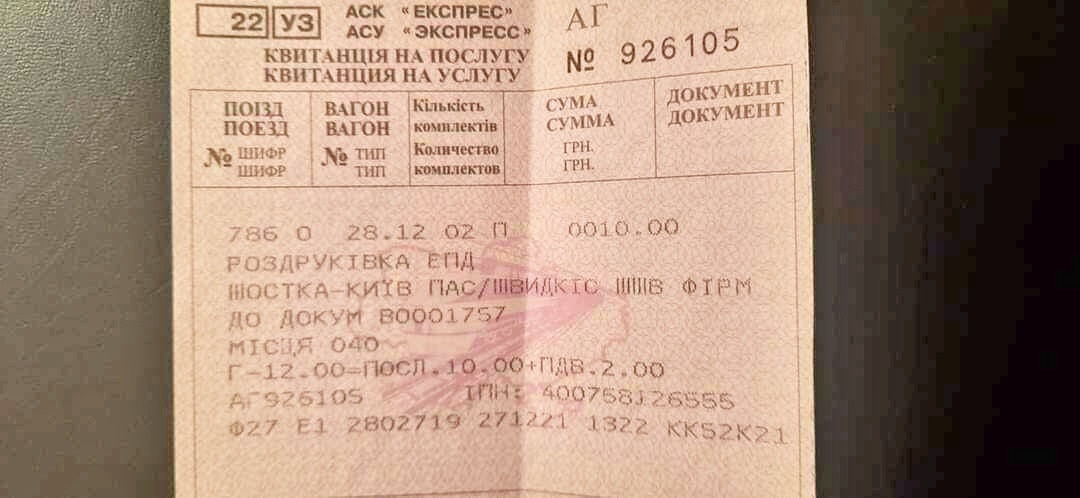 22 УЗ
АСК «ЕКСПРЕС»
АСУ «ЭКСПРЕСС»
АГ
№ 926105
КВИТАНЦІЯ НА ПОСЛУГУ
КВИТАНЦИЯ НА УСЛУГУ
ПОЇЗД
ПОЕЗД
№ ШИФР
ШИФР
ВАГОН
ВАГОН
№ ТИП
ТИП
Кількість
комплектів
Количество
комплектов
СУМА
СУММА
ГРН.
ГРН.
ДОКУМЕНТ
ДОКУМЕНТ
786 О 28.12 02 П 0010.00
РОЗДРУКІВКА ЕПД
ШОСТКА-КИЇВ ПАС/ШВИДКІС ШШВ ФІРМ
ДО ДОКУМ В0001757
МІСЦЯ 040
Г-12.00=ПОСЛ.10.00+ПДВ.2.00
АГ926105 ІПН: 400758126555
Ф27 Е1 2802719 271221 1322 КК52К21